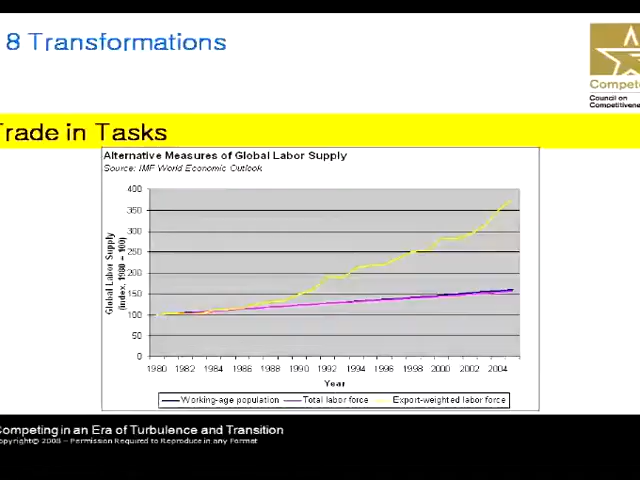 8 Transformations
Compete
Council on
Competitivene
Trade in Tasks
Alternative Measures of Global Labor Supply
Source: IMF World Economic Outlook
Global Labor Supply
(index, 1980 = 100)
400
350
300
250
200
150
100
50
0
1980 1982 1984 1986 1988 1990 1992 1994 1996 1998 2000 2002 2004
Year
Working-age population Total labor force Export-weighted labor force
Competing in an Era of Turbulence and Transition
Copyright© 2008 – Permission Required to Reproduce in any Format